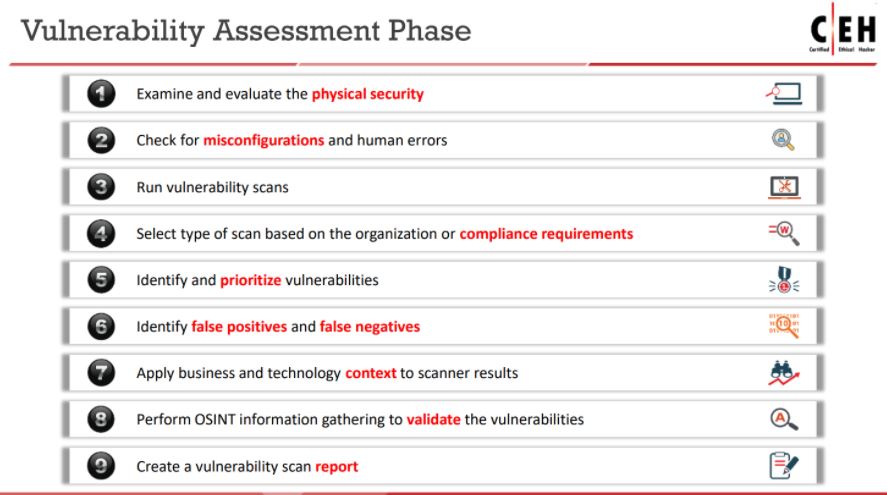 Vulnerability Assessment Phase
C|EH
Certified Ethical Hacker
1 Examine and evaluate the physical security
2 Check for misconfigurations and human errors
3 Run vulnerability scans
4 Select type of scan based on the organization or compliance requirements
5 Identify and prioritize vulnerabilities
6 Identify false positives and false negatives
7 Apply business and technology context to scanner results
8 Perform OSINT information gathering to validate the vulnerabilities
9 Create a vulnerability scan report